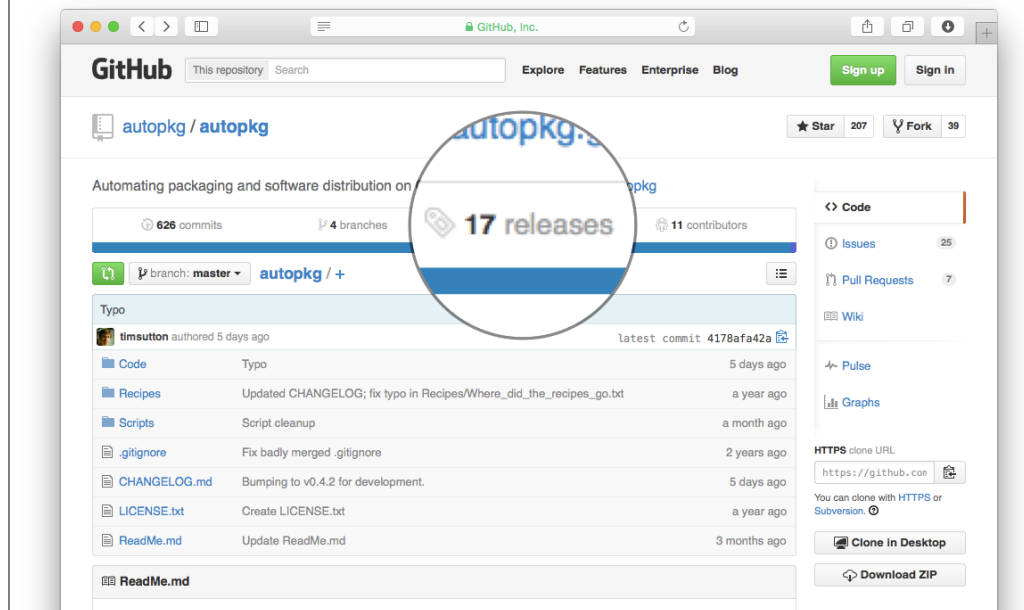 GitHub, Inc.
GitHub This repository Search Explore Features Enterprise Blog Sign up Sign in
autopkg / autopkg Star 207 Fork 39
autopkg.g
Automating packaging and software distribution on
opkg
626 commits 4 branches 17 releases 11 contributors
branch: master autopkg / +
Typo
timsutton authored 5 days ago latest commit 4178afa42a
Code Typo 5 days ago
Recipes Updated CHANGELOG; fix typo in Recipes/Where_did_the_recipes_go.txt a year ago
Scripts Script cleanup a month ago
.gitignore Fix badly merged .gitignore 2 years ago
CHANGELOG.md Bumping to v0.4.2 for development. 5 days ago
LICENSE.txt Create LICENSE.txt a year ago
ReadMe.md Update ReadMe.md 3 months ago
ReadMe.md
Code
Issues 25
Pull Requests 7
Wiki
Pulse
Graphs
HTTPS clone URL
https://github.com
You can clone with HTTPS or
Subversion.
Clone in Desktop
Download ZIP